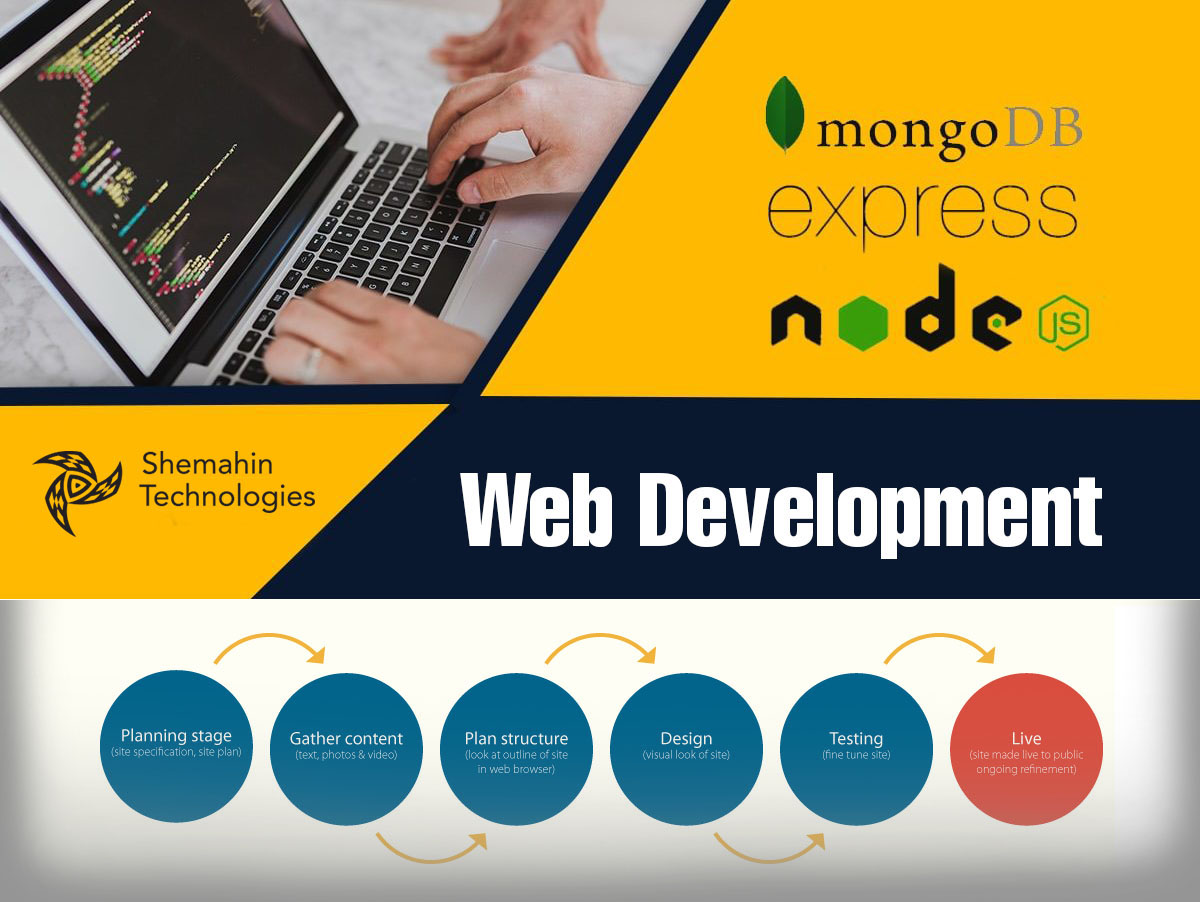 mongoDB
express
node JS
Shemahin
Technologies
Web Development
Planning stage
(site specification, site plan)
Gather content
(text, photos & video)
Plan structure
(look at outline of site
in web browser)
Design
(visual look of site)
Testing
(fine tune site)
Live
(site made live to public
ongoing refinement)